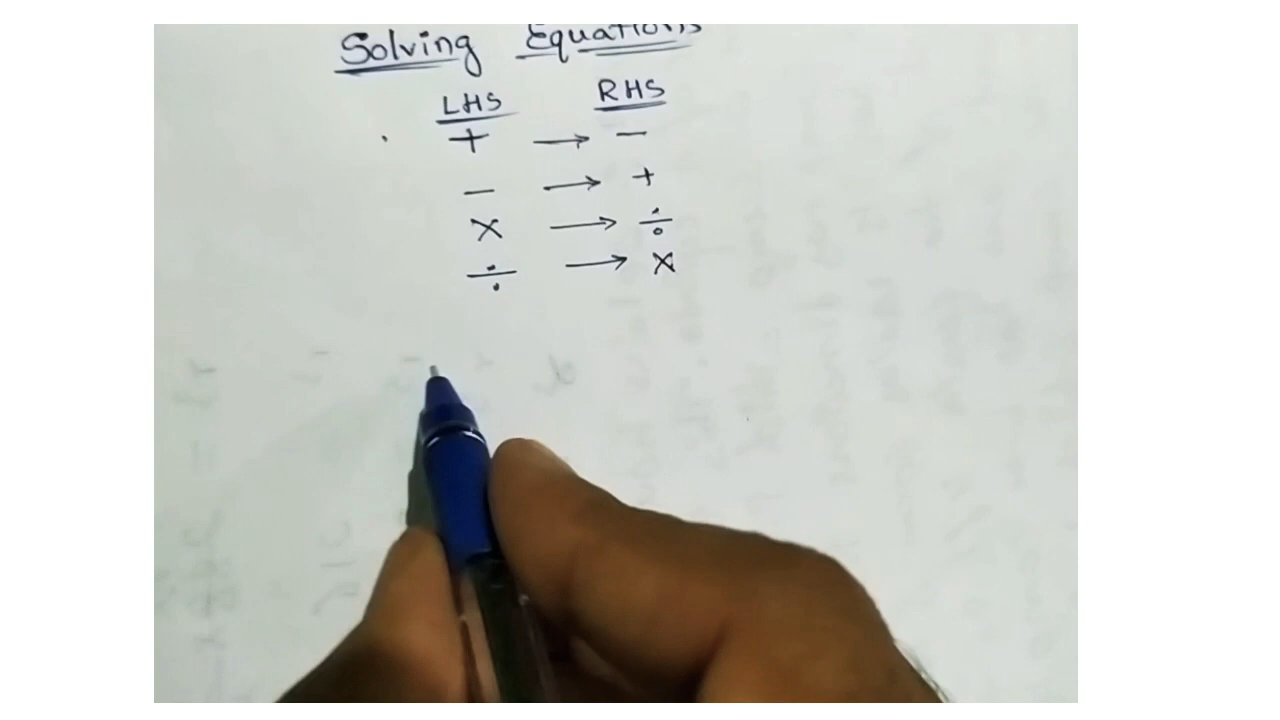 Solving Equations
LHS RHS
+ → −
− → +
× → ÷
÷ → ×